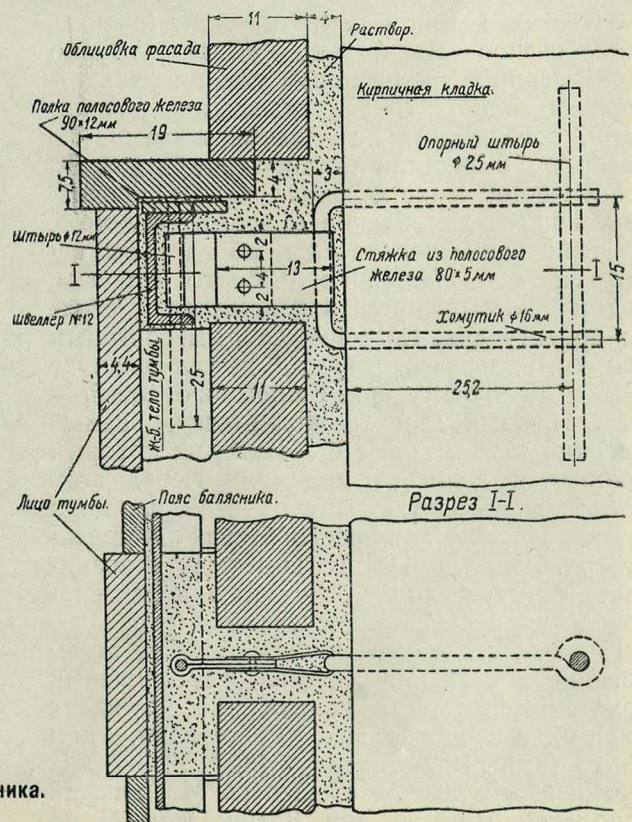 11
4
Раствор.
Облицовка фасада.
Кирпичная кладка.
Полка полосового железа
90×12мм
19
Опорный штырь
ф 25мм
7,5
4
3
Штырь ф12мм
2
I
4
13
Стяжка из полосового
железа 80×5мм
I
15
2
Швеллер №12
Хомутик ф16мм
4,4
25
11
25,2
Ж-б. тело тумбы
Лицо тумбы.
Пояс балясника.
Разрез I-I.
ника.